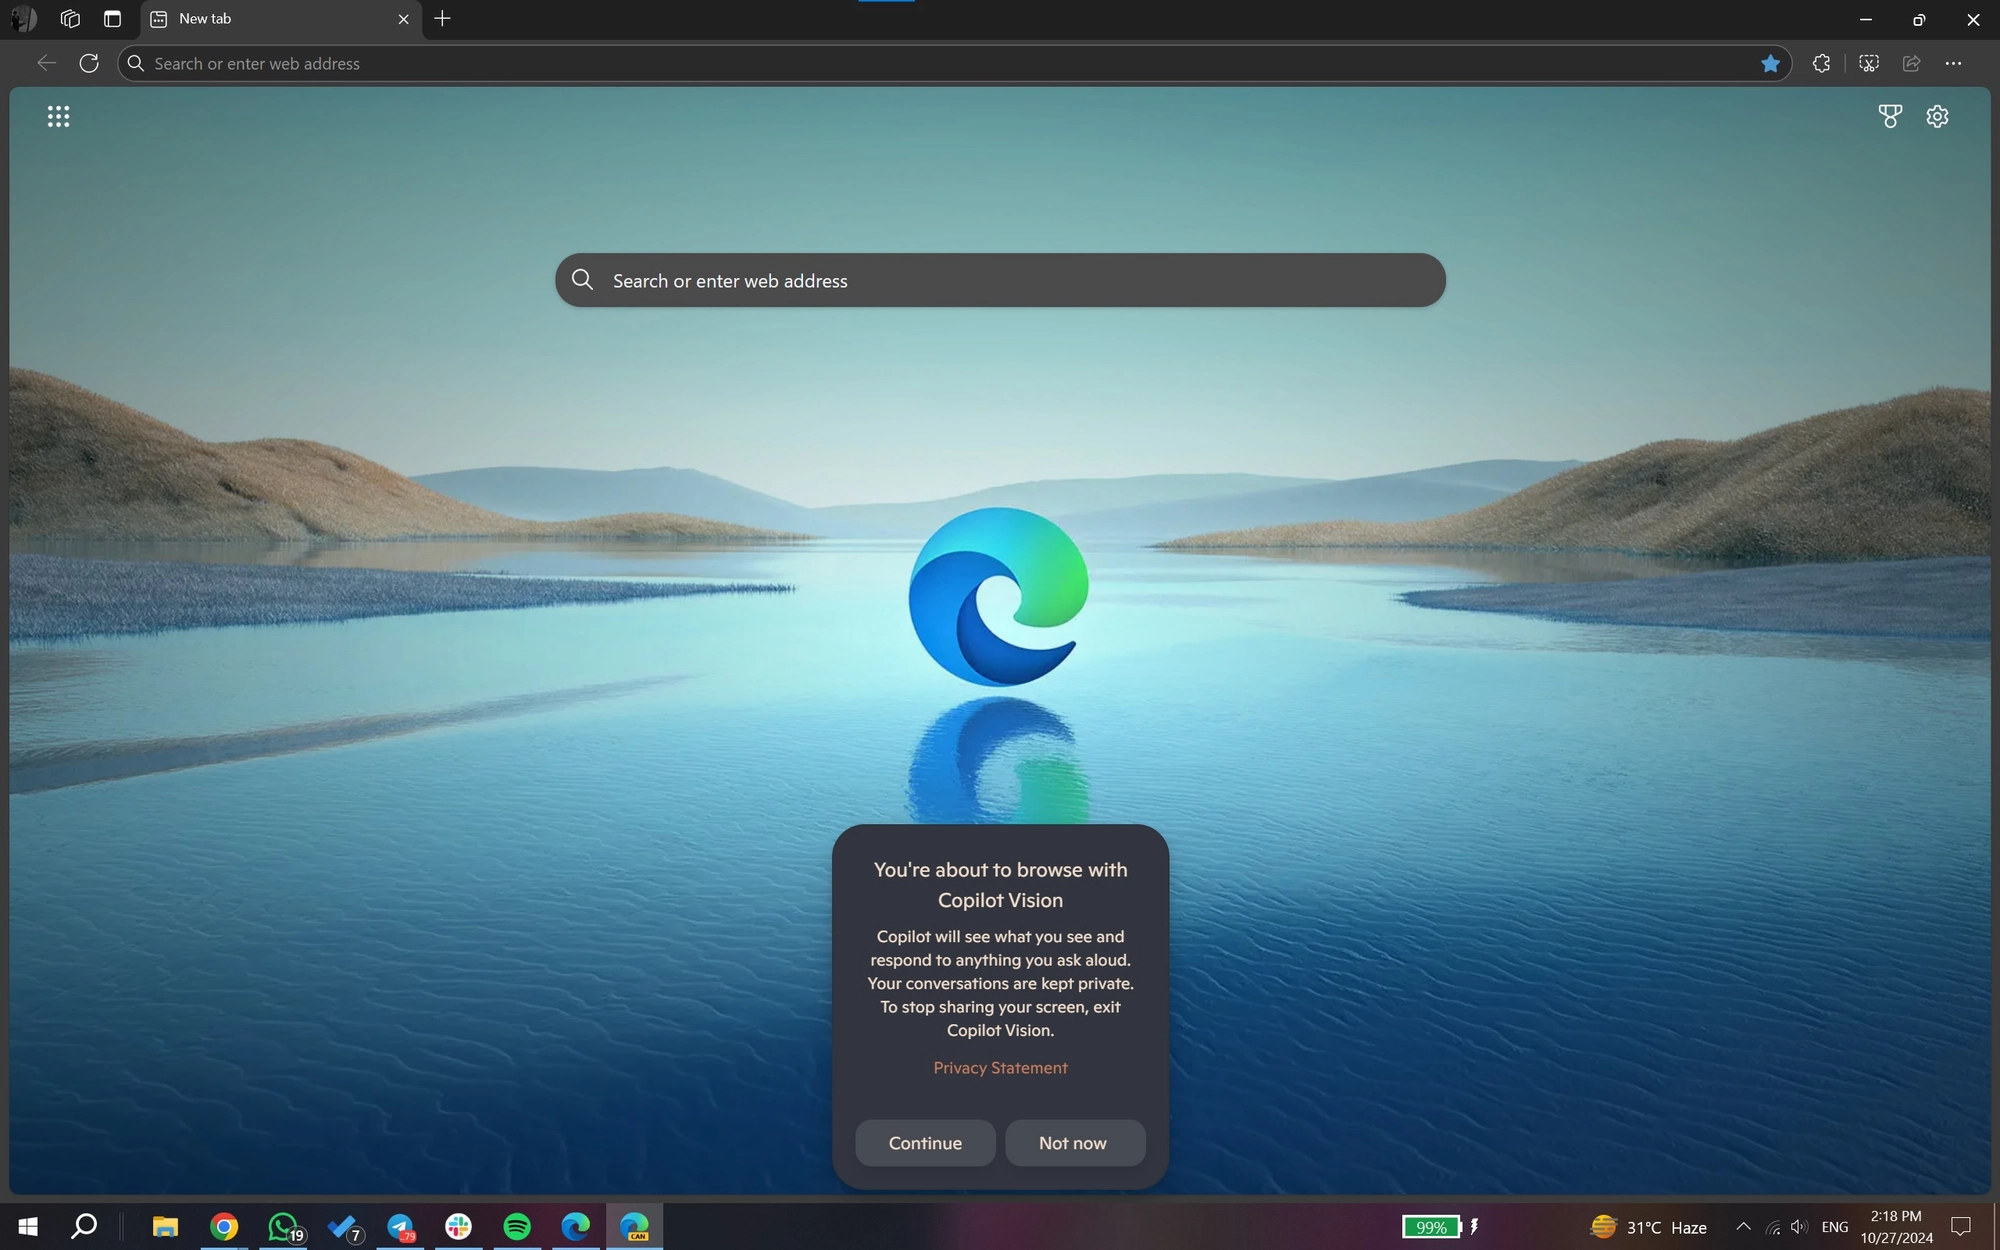 New tab
Search or enter web address
Search or enter web address
You're about to browse with
Copilot Vision
Copilot will see what you see and
respond to anything you ask aloud.
Your conversations are kept private.
To stop sharing your screen, exit
Copilot Vision.
Privacy Statement
Continue
Not now
19
7
79
CAN
99%
31°C Haze
ENG
2:18 PM
10/27/2024